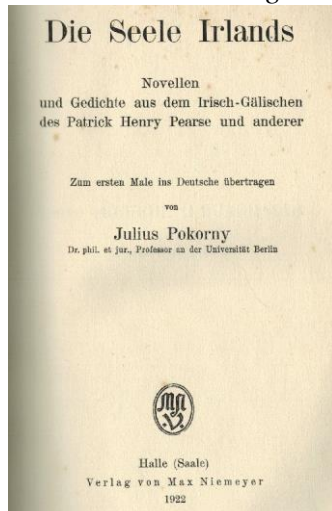 Die Seele Irlands
Novellen
und Gedichte aus dem Irisch-Gälischen
des Patrick Henry Pearse und anderer
Zum ersten Male ins Deutsche übertragen
von
Julius Pokorny
Dr. phil. et jur., Professor an der Universität Berlin
Halle (Saale)
Verlag von Max Niemeyer
1922